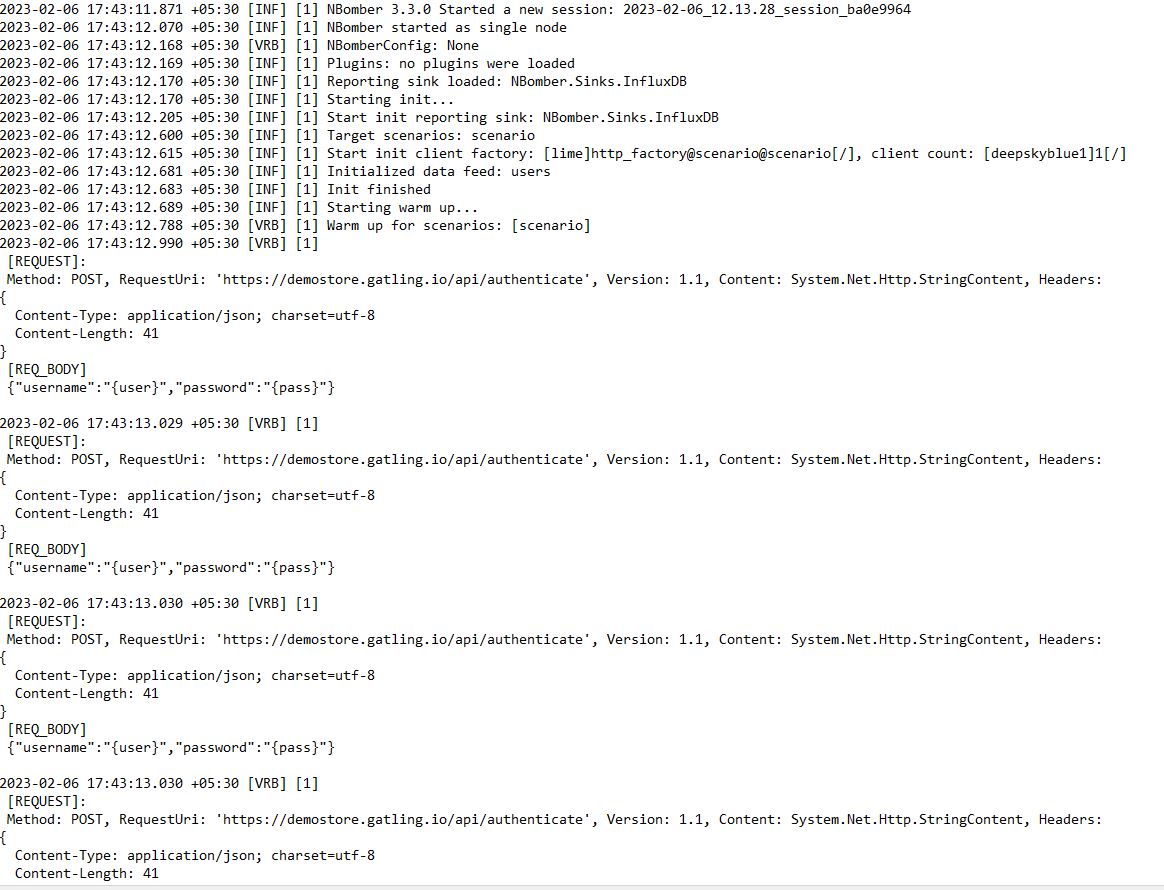 2023-02-06 17:43:11.871 +05:30 [INF] [1] NBomber 3.3.0 Started a new session: 2023-02-06_12.13.28_session_ba0e9964
2023-02-06 17:43:12.070 +05:30 [INF] [1] NBomber started as single node
2023-02-06 17:43:12.168 +05:30 [VRB] [1] NBomberConfig: None
2023-02-06 17:43:12.169 +05:30 [INF] [1] Plugins: no plugins were loaded
2023-02-06 17:43:12.170 +05:30 [INF] [1] Reporting sink loaded: NBomber.Sinks.InfluxDB
2023-02-06 17:43:12.170 +05:30 [INF] [1] Starting init...
2023-02-06 17:43:12.205 +05:30 [INF] [1] Start init reporting sink: NBomber.Sinks.InfluxDB
2023-02-06 17:43:12.600 +05:30 [INF] [1] Target scenarios: scenario
2023-02-06 17:43:12.615 +05:30 [INF] [1] Start init client factory: [lime]http_factory@scenario@scenario[/], client count: [deepskyblue1]1[/]
2023-02-06 17:43:12.681 +05:30 [INF] [1] Initialized data feed: users
2023-02-06 17:43:12.683 +05:30 [INF] [1] Init finished
2023-02-06 17:43:12.689 +05:30 [INF] [1] Starting warm up...
2023-02-06 17:43:12.788 +05:30 [VRB] [1] Warm up for scenarios: [scenario]
2023-02-06 17:43:12.990 +05:30 [VRB] [1]
[REQUEST]:
Method: POST, RequestUri: 'https://demostore.gatling.io/api/authenticate', Version: 1.1, Content: System.Net.Http.StringContent, Headers:
{
Content-Type: application/json; charset=utf-8
Content-Length: 41
}
[REQ_BODY]
{"username":"{user}","password":"{pass}"}
2023-02-06 17:43:13.029 +05:30 [VRB] [1]
[REQUEST]:
Method: POST, RequestUri: 'https://demostore.gatling.io/api/authenticate', Version: 1.1, Content: System.Net.Http.StringContent, Headers:
{
Content-Type: application/json; charset=utf-8
Content-Length: 41
}
[REQ_BODY]
{"username":"{user}","password":"{pass}"}
2023-02-06 17:43:13.030 +05:30 [VRB] [1]
[REQUEST]:
Method: POST, RequestUri: 'https://demostore.gatling.io/api/authenticate', Version: 1.1, Content: System.Net.Http.StringContent, Headers:
{
Content-Type: application/json; charset=utf-8
Content-Length: 41
}
[REQ_BODY]
{"username":"{user}","password":"{pass}"}
2023-02-06 17:43:13.030 +05:30 [VRB] [1]
[REQUEST]:
Method: POST, RequestUri: 'https://demostore.gatling.io/api/authenticate', Version: 1.1, Content: System.Net.Http.StringContent, Headers:
{
Content-Type: application/json; charset=utf-8
Content-Length: 41